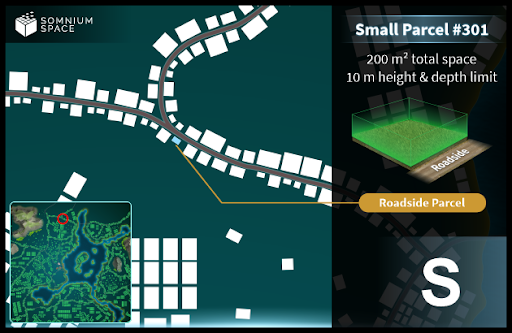 SOMNIUM
SPACE
Small Parcel #301
200 m² total space
10 m height & depth limit
Roadside
Roadside Parcel
S